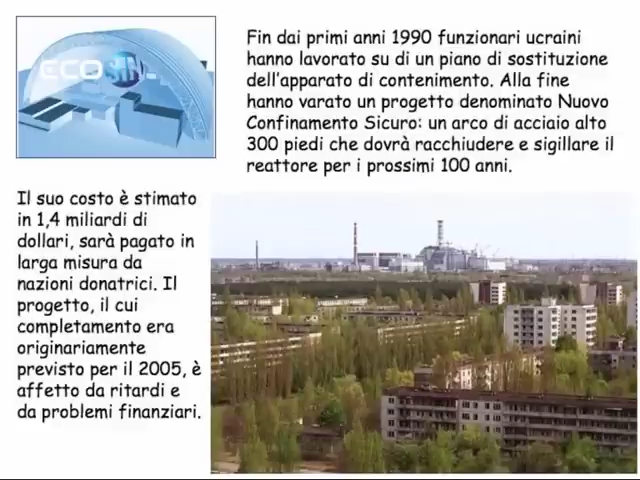 ECO
Fin dai primi anni 1990 funzionari ucraini
hanno lavorato su di un piano di sostituzione
dell'apparato di contenimento. Alla fine
hanno varato un progetto denominato Nuovo
Confinamento Sicuro: un arco di acciaio alto
300 piedi che dovrà racchiudere e sigillare il
reattore per i prossimi 100 anni.
Il suo costo è stimato
in 1,4 miliardi di
dollari, sarà pagato in
larga misura da
nazioni donatrici. Il
progetto, il cui
completamento era
originariamente
previsto per il 2005, è
affetto da ritardi e
da problemi finanziari.